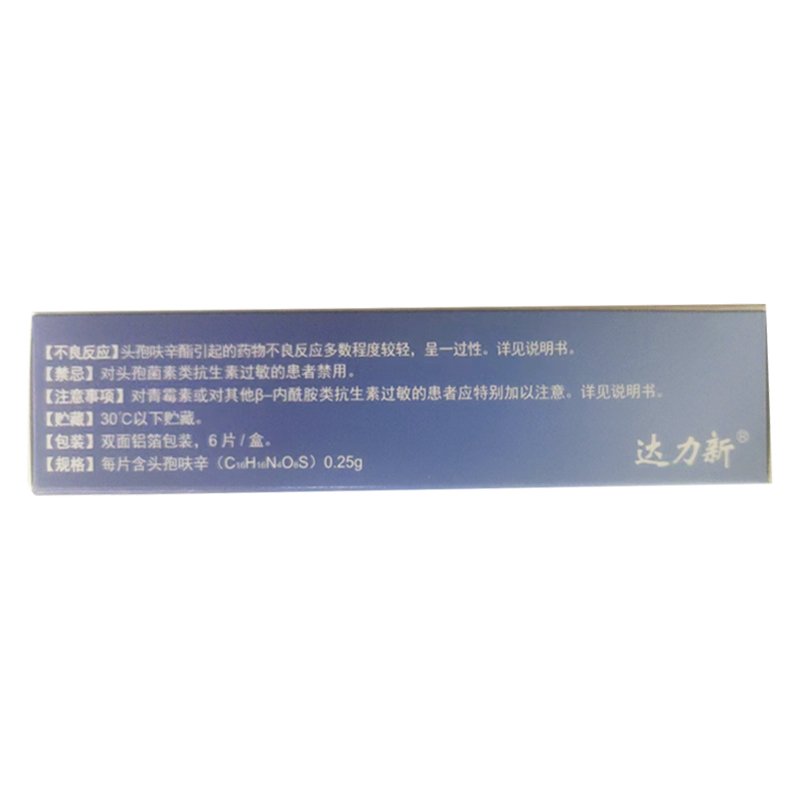 【不良反应】头孢呋辛酯引起的药物不良反应多数程度较轻，呈一过性。详见说明书。
【禁忌】对头孢菌素类抗生素过敏的患者禁用。
【注意事项】对青霉素或对其他β-内酰胺类抗生素过敏的患者应特别加以注意。详见说明书。
【贮藏】30℃以下贮藏。
【包装】双面铝箔包装，6片/盒。
【规格】每片含头孢呋辛（C₁₆H₁₆N₄O₈S）0.25g
达力新®